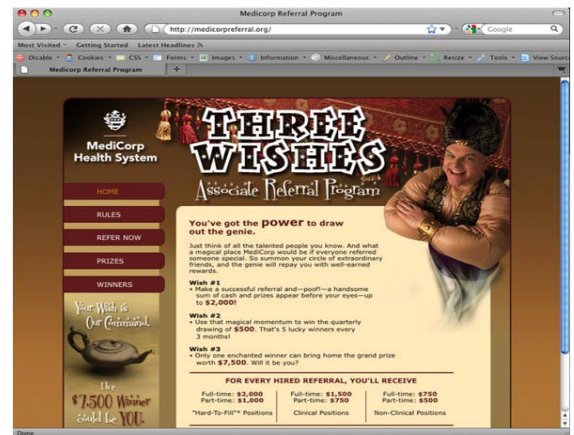 Medicorp Referral Program
http://medicorpreferral.org/
Google
Most Visited
Getting Started
Latest Headlines
Disable
Cookies
CSS
Forms
Images
Information
Miscellaneous
Outline
Resize
Tools
View Source
Medicorp Referral Program
MediCorp
Health System
THREE
WISHES
Associate Referral Program
HOME
RULES
REFER NOW
PRIZES
WINNERS
Your Wish is
Our Command.
The
$7,500 Winner
could be YOU.
You've got the power to draw
out the genie.
Just think of all the talented people you know. And what
a magical place MediCorp would be if everyone referred
someone special. So summon your circle of extraordinary
friends, and the genie will repay you with well-earned
rewards.
Wish #1
• Make a successful referral and—poof!—a handsome
sum of cash and prizes appear before your eyes—up
to $2,000!
Wish #2
• Use that magical momentum to win the quarterly
drawing of $500. That's 5 lucky winners every
3 months!
Wish #3
• Only one enchanted winner can bring home the grand prize
worth $7,500. Will it be you?
FOR EVERY HIRED REFERRAL, YOU'LL RECEIVE
Full-time: $2,000
Part-time: $1,000
"Hard-To-Fill"* Positions
Full-time: $1,500
Part-time: $750
Clinical Positions
Full-time: $750
Part-time: $500
Non-Clinical Positions
Done